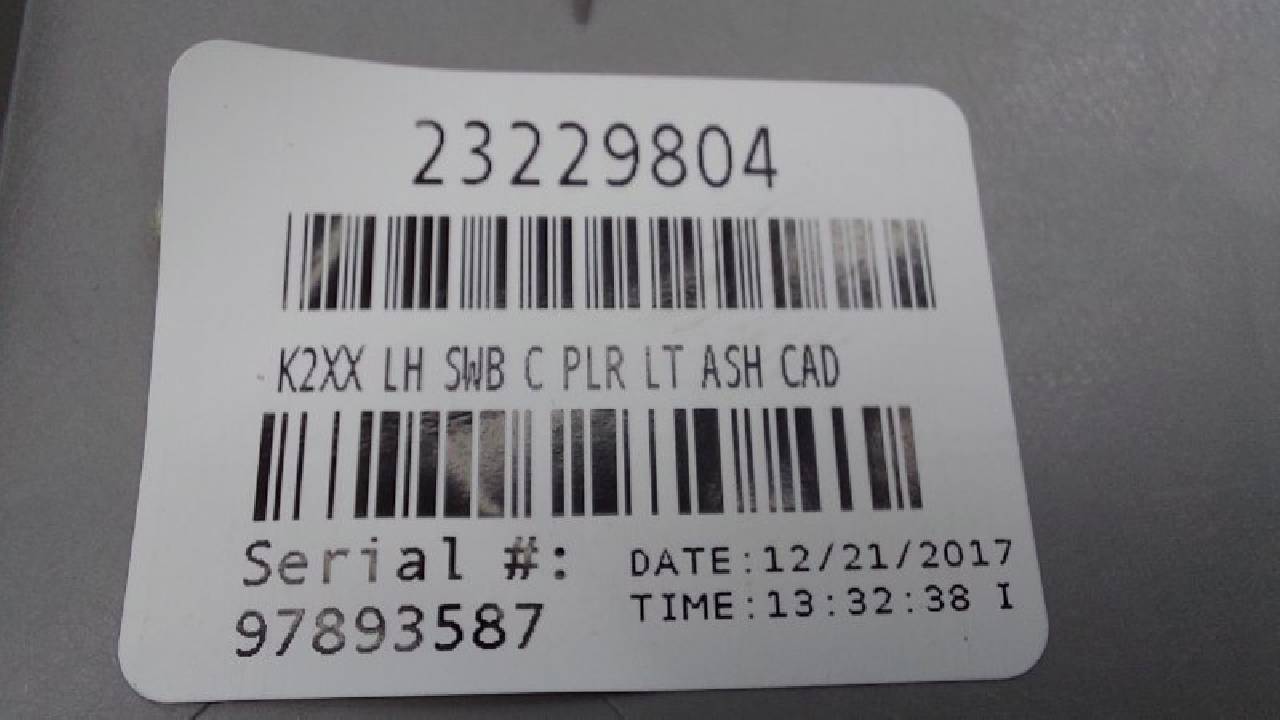 23229804
K2XX LH SWB C PLR LT ASH CAD
Serial #:
97893587
DATE:12/21/2017
TIME:13:32:38 I